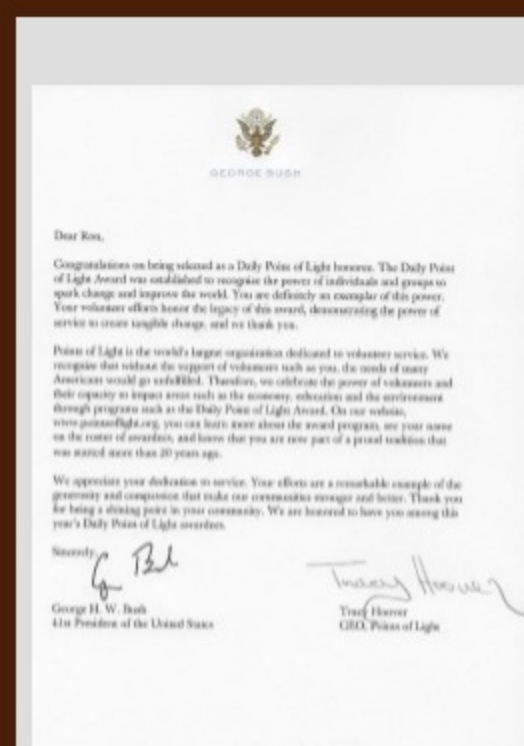 GEORGE BUSH
Dear Ron,
Congratulations on being selected as a Daily Point of Light honoree. The Daily Point
of Light Award was established to recognize the power of individuals and groups to
spark change and improve the world. You are definitely an exemplar of this power.
Your volunteer efforts honor the legacy of this award, demonstrating the power of
service to create tangible change, and we thank you.
Points of Light is the world's largest organization dedicated to volunteer service. We
recognize that without the support of volunteers such as you, the needs of many
Americans would go unfulfilled. Therefore, we celebrate the power of volunteers and
their capacity to impact areas such as the economy, education and the environment
through programs such as the Daily Point of Light Award. On our website,
www.pointsoflight.org, you can learn more about the award program, see your name
on the roster of awardees, and know that you are now part of a proud tradition that
was started more than 20 years ago.
We appreciate your dedication to service. Your efforts are a remarkable example of the
generosity and compassion that make our communities stronger and better. Thank you
for being a shining point in your community. We are honored to have you among this
year's Daily Point of Light awardees.
Sincerely,
G Bush
Tracy Hoover
George H. W. Bush
41st President of the United States
Tracy Hoover
CEO, Points of Light